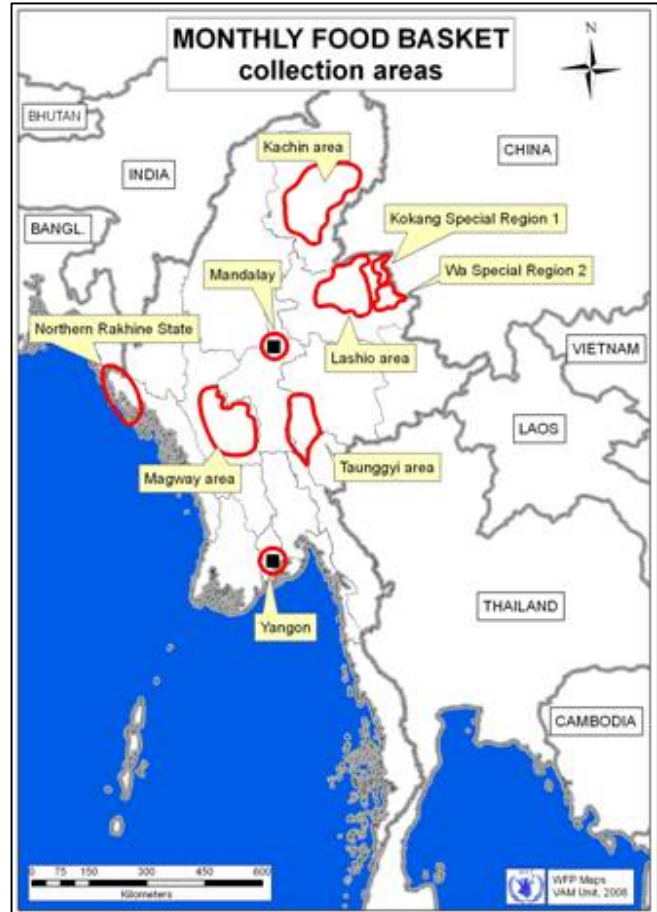 MONTHLY FOOD BASKET
collection areas
N
BHUTAN
Kachin area
CHINA
INDIA
Kokang Special Region 1
BANGL.
Mandalay
Wa Special Region 2
Northern Rakhine State
VIETNAM
Lashio area
LAOS
Magway area
Taunggyi area
THAILAND
Yangon
CAMBODIA
0 75 150 300 450 600
Kilometers
WFP
WFP Maps
VAM Unit, 2008